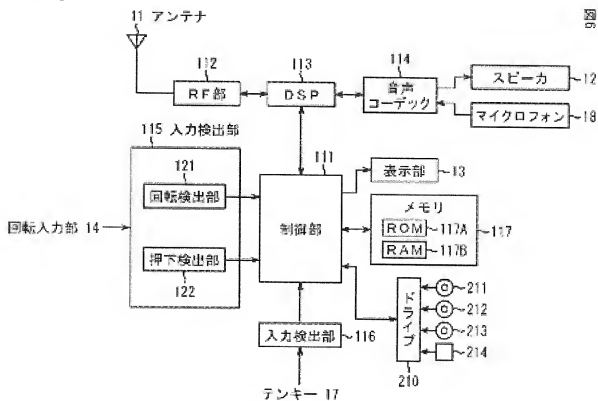 図6
11 アンテナ
112
RF部
113
DSP
114
音声
コーデック
スピーカ
12
マイクロフォン
18
115 入力検出部
121
回転検出部
押下検出部
122
回転入力部 14
111
制御部
表示部
13
メモリ
ROM
117A
RAM
117B
117
ドライブ
210
211
212
213
214
入力検出部
116
テンキー 17